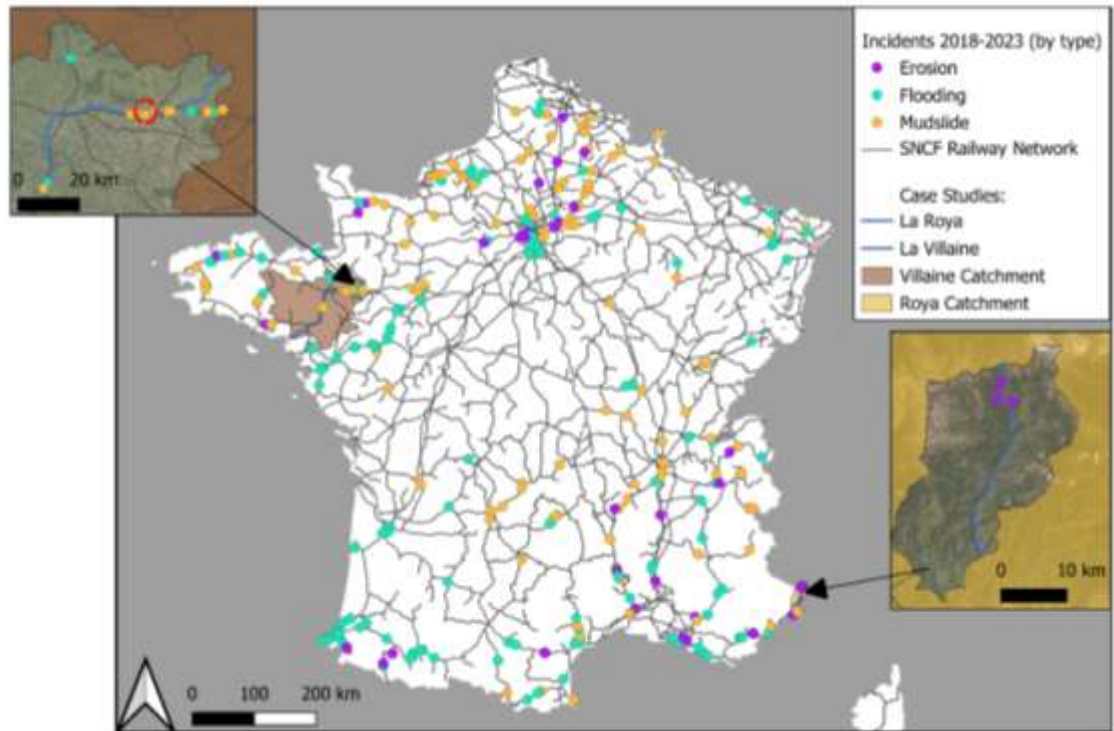 Incidents 2018-2023 (by type)
Erosion
Flooding
Mudslide
SNCF Railway Network
Case Studies:
La Roya
La Villaine
Villaine Catchment
Roya Catchment
0 20 km
0 10 km
0 100 200 km